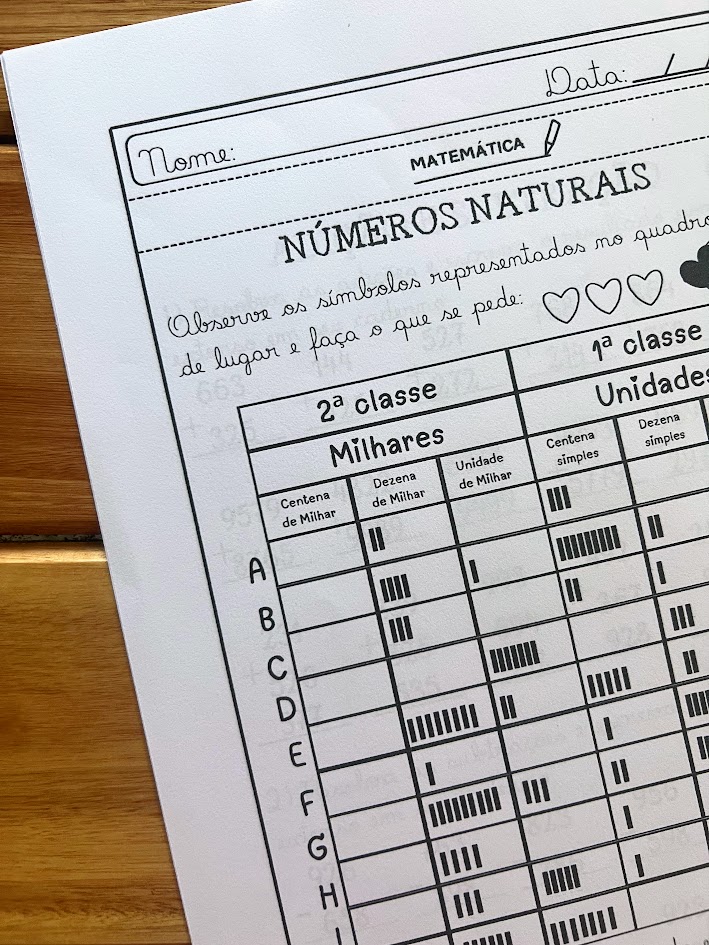 Data: __/
Nome:
MATEMÁTICA
NÚMEROS NATURAIS
Observe os símbolos representados no quadro
de lugar e faça o que se pede:
2ª classe
1ª classe
Milhares
Unidades
Centena
de Milhar
Dezena
de Milhar
Unidade
de Milhar
Centena
simples
Dezena
simples
A
B
C
D
E
F
G
H